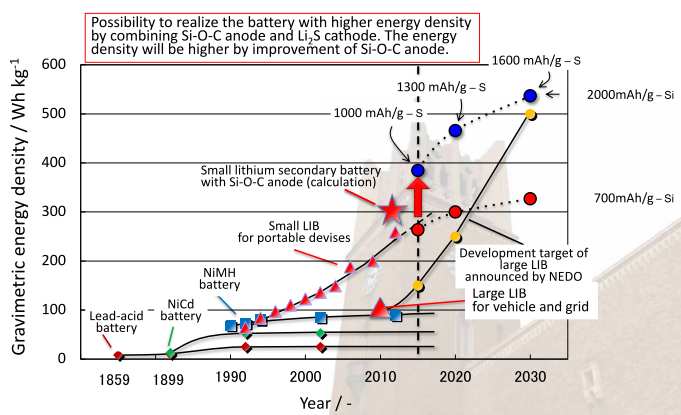 Possibility to realize the battery with higher energy density
by combining Si-O-C anode and Li₂S cathode. The energy
density will be higher by improvement of Si-O-C anode.
Gravimetric energy density / Wh kg⁻¹
600
500
400
300
200
100
0
1600 mAh/g – S
1300 mAh/g – S
2000mAh/g – Si
1000 mAh/g – S
Small lithium secondary battery
with Si-O-C anode (calculation)
700mAh/g – Si
Small LIB
for portable devises
Development target of
large LIB
announced by NEDO
NiMH
battery
Large LIB
for vehicle and grid
NiCd
battery
Lead-acid
battery
1859
1899
1990
2000
2010
2020
2030
Year / -